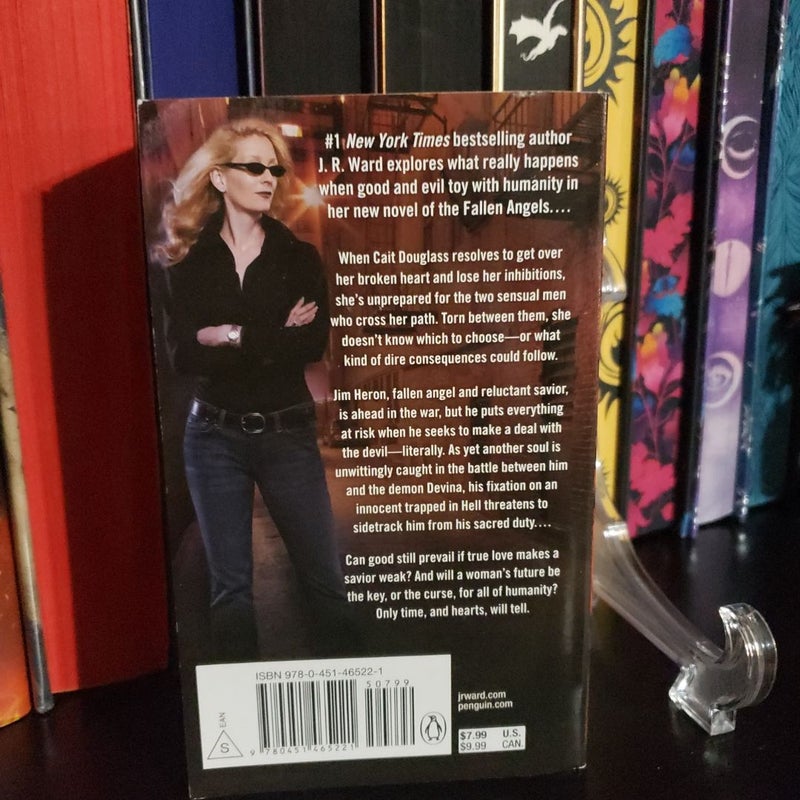 #1 New York Times bestselling author
J. R. Ward explores what really happens
when good and evil toy with humanity in
her new novel of the Fallen Angels....
When Cait Douglass resolves to get over
her broken heart and lose her inhibitions,
she's unprepared for the two sensual men
who cross her path. Torn between them, she
doesn't know which to choose—or what
kind of dire consequences could follow.
Jim Heron, fallen angel and reluctant savior,
is ahead in the war, but he puts everything
at risk when he seeks to make a deal with
the devil—literally. As yet another soul is
unwittingly caught in the battle between him
and the demon Devina, his fixation on an
innocent trapped in Hell threatens to
sidetrack him from his sacred duty....
Can good still prevail if true love makes a
savior weak? And will a woman's future be
the key, or the curse, for all of humanity?
Only time, and hearts, will tell.
ISBN 978-0-451-46522-1
50799
EAN
S
9 780451 465221
jrward.com
penguin.com
$7.99 U.S.
$9.99 CAN.